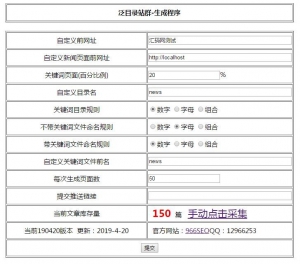 泛目录站群-生成程序
自定义前网址 汇码网测试
自定义新闻页面前网址 http://localhost
关键词页面(百分比例) 20 %
自定义目录名 news
关键词目录规则 数字 字母 组合
不带关键词文件命名规则 数字 字母 组合
带关键词文件命名规则 数字 字母 组合
自定义关键词文件前名 news
每次生成页面数 50
提交推送链接
当前文章库存量 150 篇 手动点击采集
当前190420版本 更新：2019-4-20 官方网站：966SEOQQ：12966253
提交